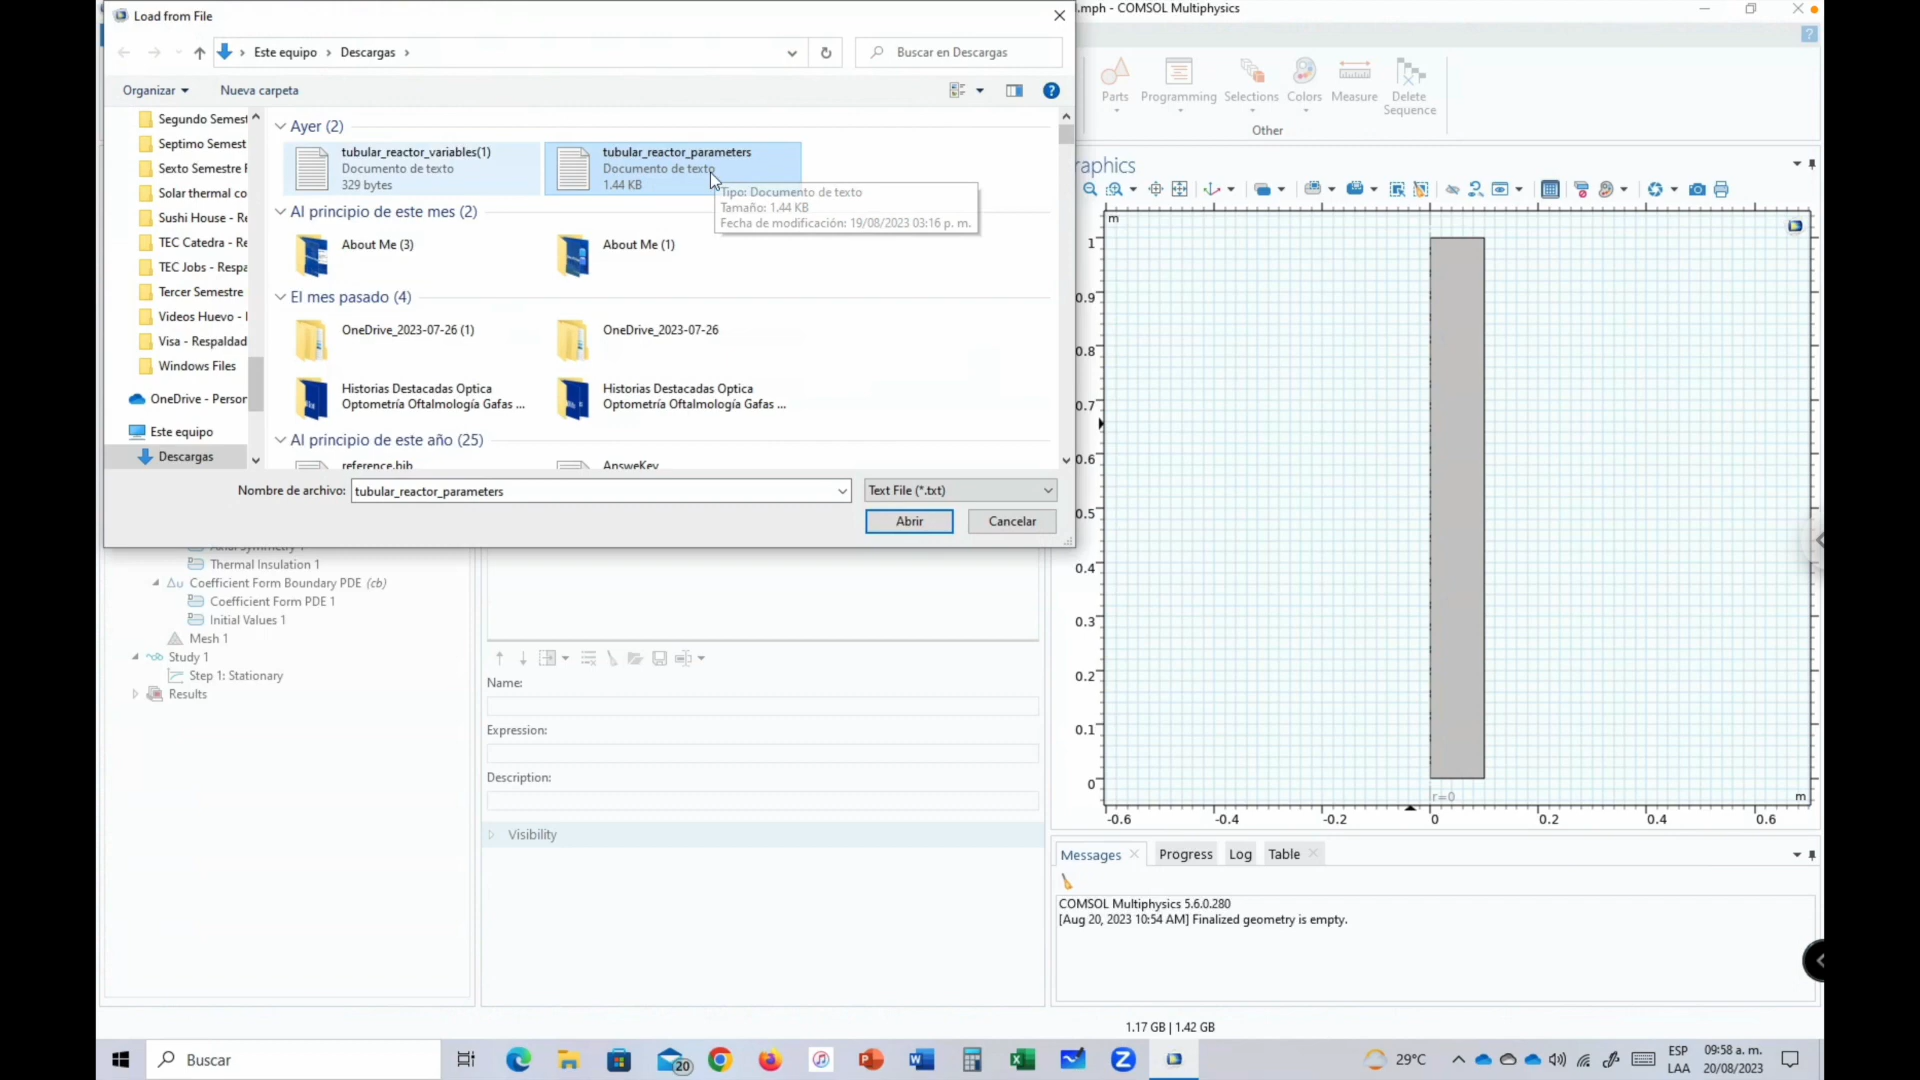 Load from File
.mph - COMSOL Multiphysics
Este equipo > Descargas >
Buscar en Descargas
Organizar
Nueva carpeta
Segundo Semest
Septimo Semest
Sexto Semestre F
Solar thermal co
Sushi House - Re
TEC Catedra - Re
TEC Jobs - Respa
Tercer Semestre
Videos Huevo - I
Visa - Respaldad
Windows Files
OneDrive - Person
Este equipo
Descargas
Ayer (2)
tubular_reactor_variables(1)
Documento de texto
329 bytes
tubular_reactor_parameters
Documento de texto
1.44 KB
Tipo: Documento de texto
Tamaño: 1.44 KB
Fecha de modificación: 19/08/2023 03:16 p. m.
Al principio de este mes (2)
About Me (3)
About Me (1)
El mes pasado (4)
OneDrive_2023-07-26 (1)
OneDrive_2023-07-26
Historias Destacadas Optica
Optometría Oftalmología Gafas ...
Historias Destacadas Optica
Optometría Oftalmología Gafas ...
Al principio de este año (25)
reference.bib
AnsweKey
Nombre de archivo:
tubular_reactor_parameters
Text File (*.txt)
Abrir
Cancelar
Axial Symmetry 1
Thermal Insulation 1
Δu Coefficient Form Boundary PDE (cb)
Coefficient Form PDE 1
Initial Values 1
Mesh 1
Study 1
Step 1: Stationary
Results
Name:
Expression:
Description:
Visibility
Parts
Programming
Selections
Colors
Measure
Delete
Sequence
Other
raphics
m
1
0.9
0.8
0.7
0.6
0.5
0.4
0.3
0.2
0.1
0
r=0
m
-0.6
-0.4
-0.2
0
0.2
0.4
0.6
Messages
Progress
Log
Table
COMSOL Multiphysics 5.6.0.280
[Aug 20, 2023 10:54 AM] Finalized geometry is empty.
1.17 GB | 1.42 GB
Buscar
20
29°C
ESP
LAA
09:58 a. m.
20/08/2023